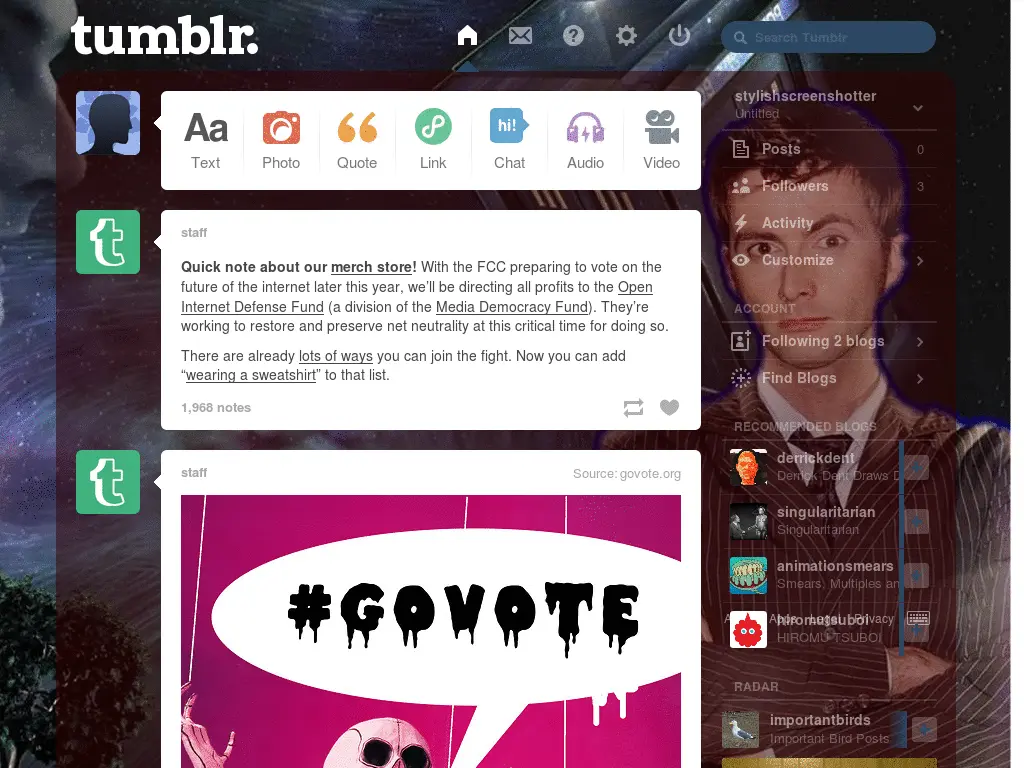 tumblr.
Search Tumblr
Aa
hi!
Text
Photo
Quote
Link
Chat
Audio
Video
t
staff
Quick note about our merch store! With the FCC preparing to vote on the
future of the internet later this year, we'll be directing all profits to the Open
Internet Defense Fund (a division of the Media Democracy Fund). They're
working to restore and preserve net neutrality at this critical time for doing so.
There are already lots of ways you can join the fight. Now you can add
“wearing a sweatshirt” to that list.
1,968 notes
t
staff
Source: govote.org
#GOVOTE
stylishscreenshotter
Untitled
Posts 0
Followers 3
Activity
Customize
ACCOUNT
Following 2 blogs
Find Blogs
RECOMMENDED BLOGS
derrickdent
Derrick Dent Draws D
singularitarian
Singularitarian
animationsmears
Smears, Multiples an
Apps Legal Privacy
hiromutsuboi
HIROMU TSUBOI
RADAR
importantbirds
Important Bird Posts